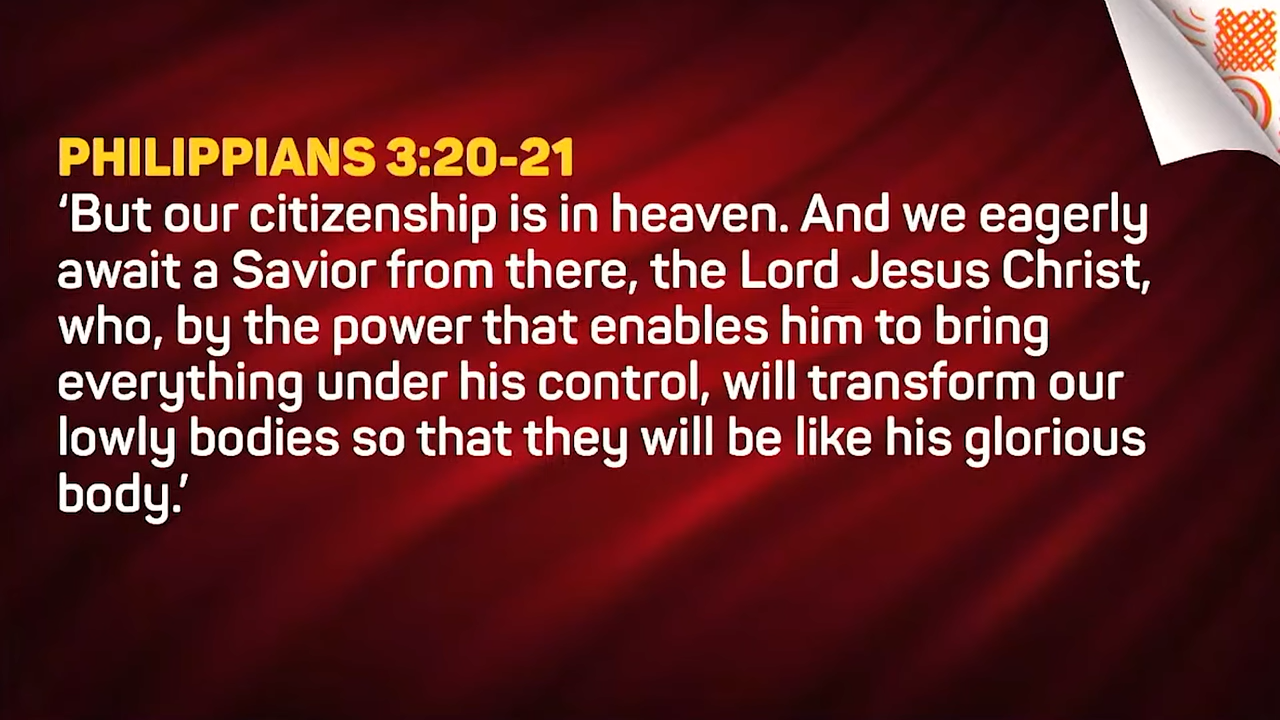 PHILIPPIANS 3:20-21
‘But our citizenship is in heaven. And we eagerly
await a Savior from there, the Lord Jesus Christ,
who, by the power that enables him to bring
everything under his control, will transform our
lowly bodies so that they will be like his glorious
body.’